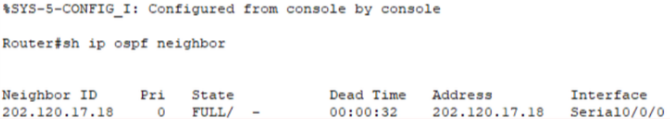 %SYS-5-CONFIG_I: Configured from console by console
Router#sh ip ospf neighbor
Neighbor ID     Pri   State           Dead Time   Address         Interface
202.120.17.18     0   FULL/  -        00:00:32    202.120.17.18   Serial0/0/0